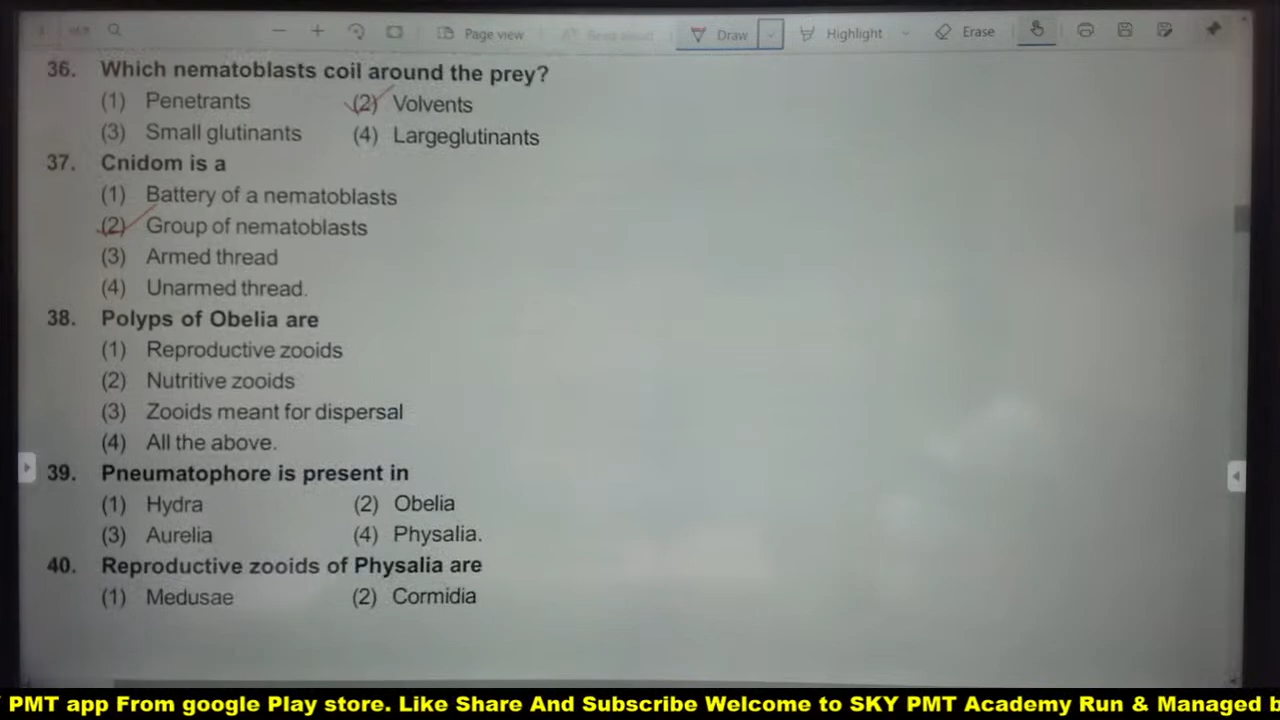 Page view
Draw
Highlight
Erase
36. Which nematoblasts coil around the prey?
(1) Penetrants (2) Volvents
(3) Small glutinants (4) Largeglutinants
37. Cnidom is a
(1) Battery of a nematoblasts
(2) Group of nematoblasts
(3) Armed thread
(4) Unarmed thread.
38. Polyps of Obelia are
(1) Reproductive zooids
(2) Nutritive zooids
(3) Zooids meant for dispersal
(4) All the above.
39. Pneumatophore is present in
(1) Hydra (2) Obelia
(3) Aurelia (4) Physalia.
40. Reproductive zooids of Physalia are
(1) Medusae (2) Cormidia
PMT app From google Play store. Like Share And Subscribe Welcome to SKY PMT Academy Run & Managed